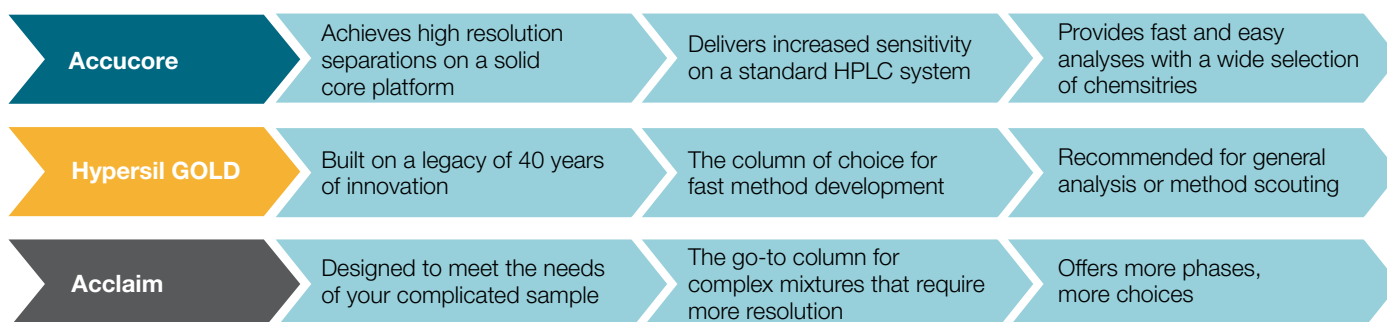 Accucore
Achieves high resolution
separations on a solid
core platform
Delivers increased sensitivity
on a standard HPLC system
Provides fast and easy
analyses with a wide selection
of chemsitries
Hypersil GOLD
Built on a legacy of 40 years
of innovation
The column of choice for
fast method development
Recommended for general
analysis or method scouting
Acclaim
Designed to meet the needs
of your complicated sample
The go-to column for
complex mixtures that require
more resolution
Offers more phases,
more choices